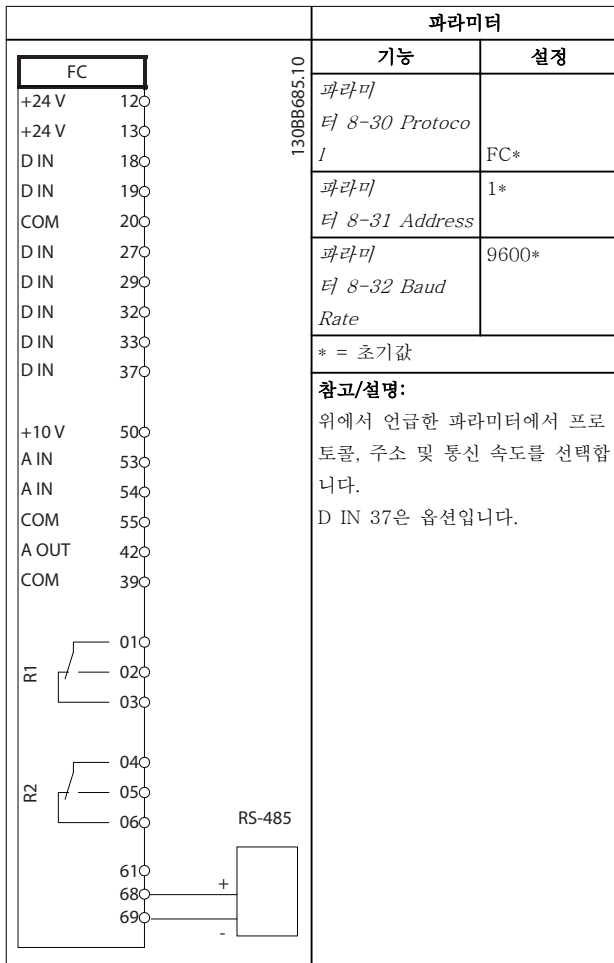 FC
130BB685.10
+24 V 12
+24 V 13
D IN 18
D IN 19
COM 20
D IN 27
D IN 29
D IN 32
D IN 33
D IN 37
+10 V 50
A IN 53
A IN 54
COM 55
A OUT 42
COM 39
R1
01
02
03
R2
04
05
06
RS-485
61
68
69
+
-
파라미터
기능 설정
파라미
터 8-30 Protoco
l FC*
파라미 1*
터 8-31 Address
파라미 9600*
터 8-32 Baud
Rate
* = 초기값
참고/설명:
위에서 언급한 파라미터에서 프로
토콜, 주소 및 통신 속도를 선택합
니다.
D IN 37은 옵션입니다.